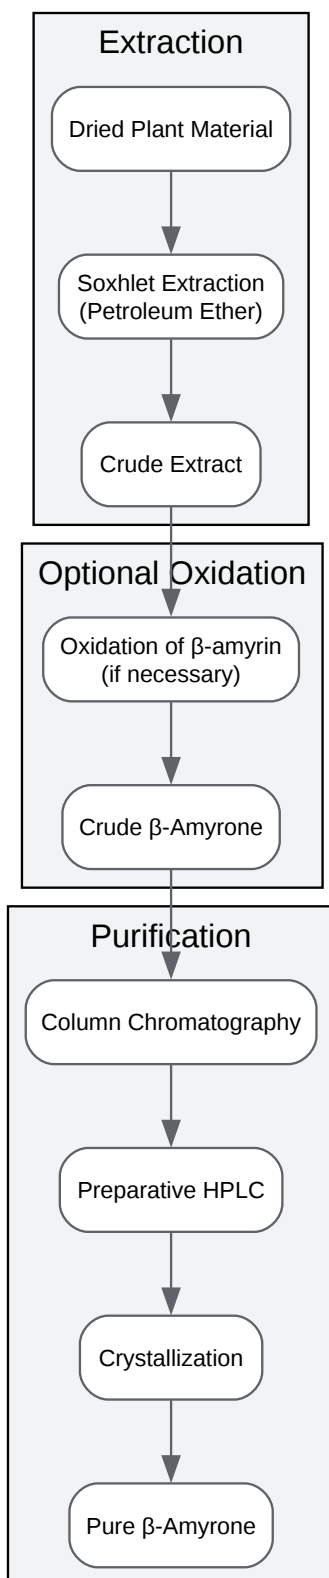 Extraction
Dried Plant Material
Soxhlet Extraction
(Petroleum Ether)
Crude Extract
Optional Oxidation
Oxidation of β-amyrin
(if necessary)
Crude β-Amyrone
Purification
Column Chromatography
Preparative HPLC
Crystallization
Pure β-Amyrone